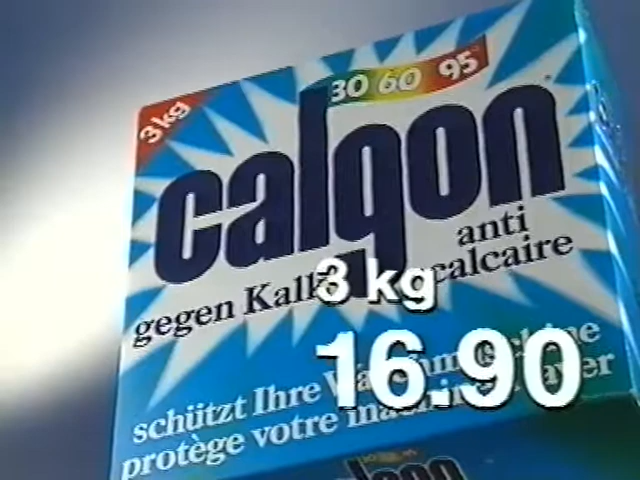 3 kg
30 60 95°
calgon
anti
gegen Kalk calcaire
3 kg
16.90
schützt Ihre
protège votre